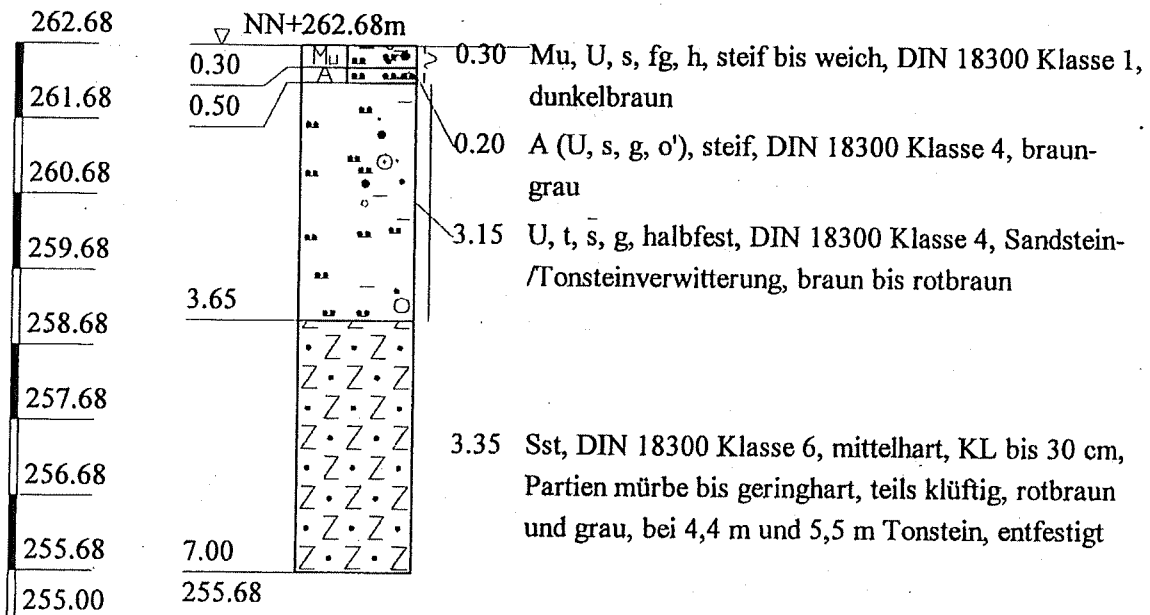 262.68
NN+262.68m
0.30
Mu
A
0.30 Mu, U, s, fg, h, steif bis weich, DIN 18300 Klasse 1,
dunkelbraun
261.68
0.50
0.20 A (U, s, g, o'), steif, DIN 18300 Klasse 4, braun-
grau
260.68
3.15 U, t, s̄, g, halbfest, DIN 18300 Klasse 4, Sandstein-
/Tonsteinverwitterung, braun bis rotbraun
259.68
3.65
258.68
257.68
3.35 Sst, DIN 18300 Klasse 6, mittelhart, KL bis 30 cm,
Partien mürbe bis geringhart, teils klüftig, rotbraun
und grau, bei 4,4 m und 5,5 m Tonstein, entfestigt
256.68
255.68
7.00
255.68
255.00